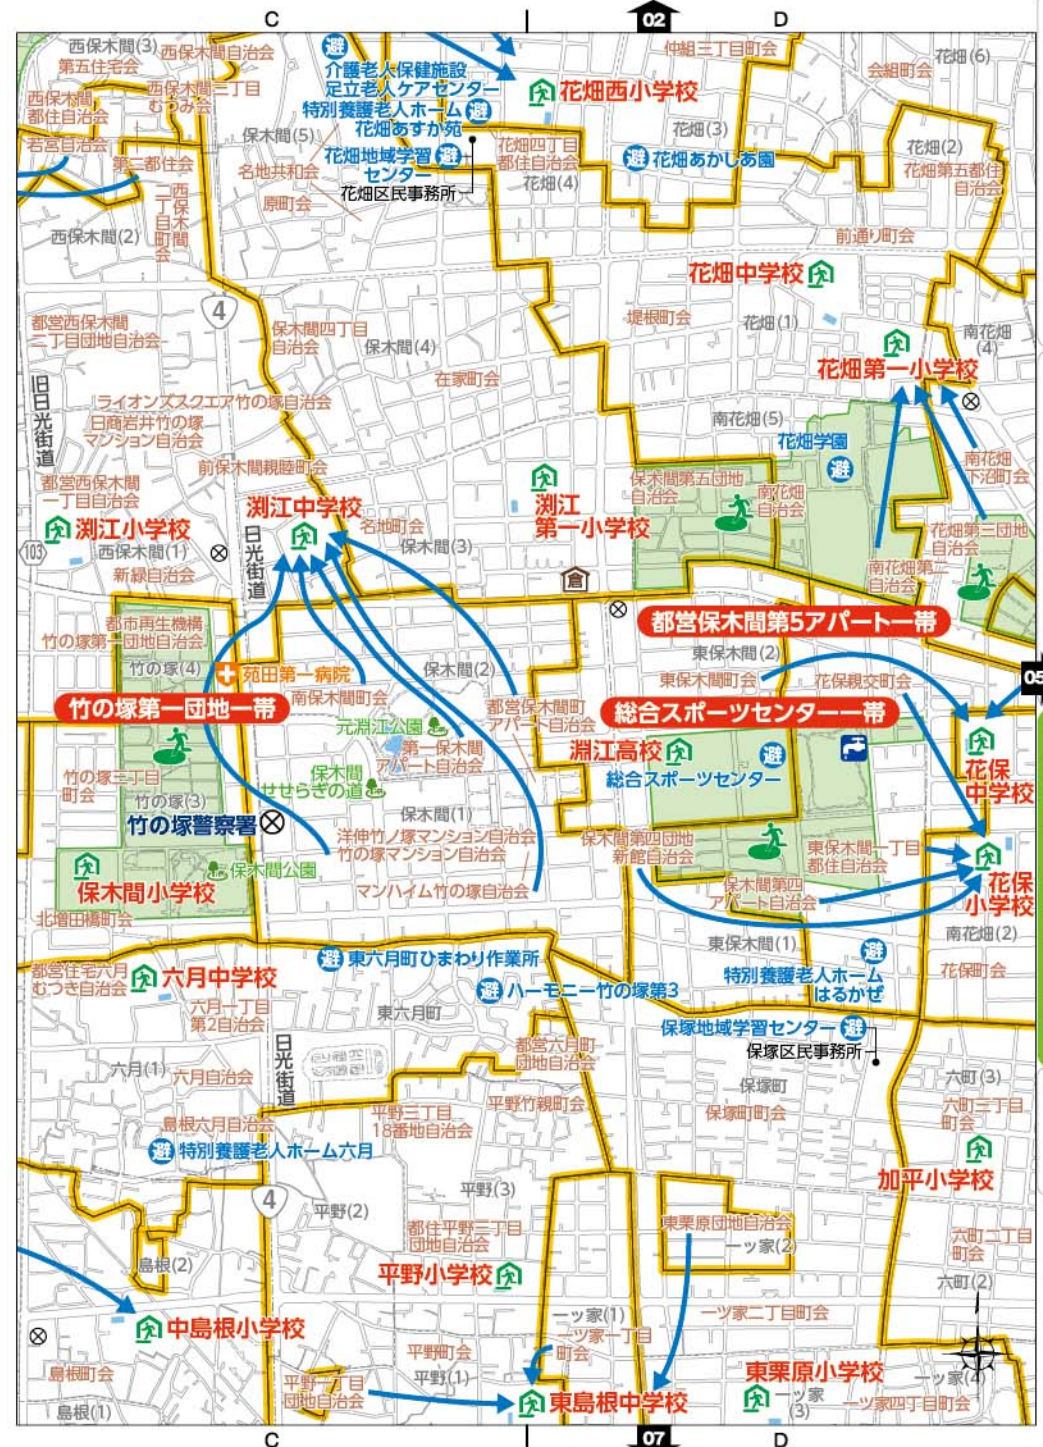 C
02
D
西保木間(3)
第五住宅会
西保木間自治会
西保木間
都住自治会
西保木間三丁目
むつみ会
若宮自治会
第二都住会
西保木間
二丁目町会
西保木間(2)
保木間(5)
名地共和会
原町会
介護老人保健施設
足立老人ケアセンター
特別養護老人ホーム
花畑あすか苑
花畑地域学習
センター
花畑区民事務所
避
避
避
花畑西小学校
仲組三丁目町会
会組町会
花畑(6)
花畑(3)
花畑四丁目
都住自治会
花畑(4)
避
花畑あかしあ園
花畑(2)
花畑第五都住
自治会
前通り町会
花畑中学校
4
都営西保木間
二丁目団地自治会
保木間四丁目
自治会
保木間(4)
在家町会
堤根町会
花畑(1)
南花畑
(4)
花畑第一小学校
旧日光街道
ライオンズスクエア竹の塚自治会
日商岩井竹の塚
マンション自治会
南花畑(5)
花畑学園
避
南花畑
下沼町会
前保木間親睦町会
都営西保木間
一丁目自治会
渕江小学校
渕江中学校
名地町会
渕江
第一小学校
保木間第五団地
自治会
南花畑
自治会
花畑第三団地
自治会
南花畑第二
自治会
103
西保木間(1)
新緑自治会
日光街道
保木間(3)
倉
都営保木間第5アパート一帯
都市再生機構
竹の塚第一団地自治会
竹の塚(4)
苑田第一病院
保木間(2)
南保木間町会
東保木間(2)
東保木間町会
花保親交町会
05
竹の塚第一団地一帯
総合スポーツセンター一帯
都営保木間町
アパート自治会
元渕江公園
第一保木間
アパート自治会
淵江高校
避
総合スポーツセンター
花保
中学校
竹の塚三丁目
町会
竹の塚(3)
保木間
せせらぎの道
保木間(1)
竹の塚警察署
洋伸竹ノ塚マンション自治会
竹の塚マンション自治会
保木間第四団地
新館自治会
東保木間一丁目
都住自治会
保木間公園
保木間小学校
マンハイム竹の塚自治会
保木間第四
アパート自治会
花保
小学校
北増田橋町会
東保木間(1)
南花畑(2)
避
東六月町ひまわり作業所
避
特別養護老人ホーム
はるかぜ
花保町会
都営住宅六月
むつき自治会
六月中学校
避
ハーモニー竹の塚第3
六月一丁目
第2自治会
東六月町
保塚地域学習センター
避
保塚区民事務所
日光街道
都営六月町
団地自治会
六月(1)
六月自治会
保塚町
六町(3)
平野竹親町会
保塚町町会
六町三丁目
町会
島根六月自治会
平野三丁目
18番地自治会
避
特別養護老人ホーム六月
加平小学校
4
平野(3)
平野(2)
都住平野三丁目
団地自治会
東栗原団地自治会
一ッ家(2)
六町二丁目
町会
島根(2)
平野小学校
六町(2)
中島根小学校
一ッ家(1)
一ッ家一丁目
町会
一ツ家二丁目町会
平野町会
島根町会
平野一丁目
団地自治会
平野(1)
東栗原小学校
一ッ家(4)
島根(1)
東島根中学校
一ッ家
(3)
一ッ家四丁目町会
C
07
D